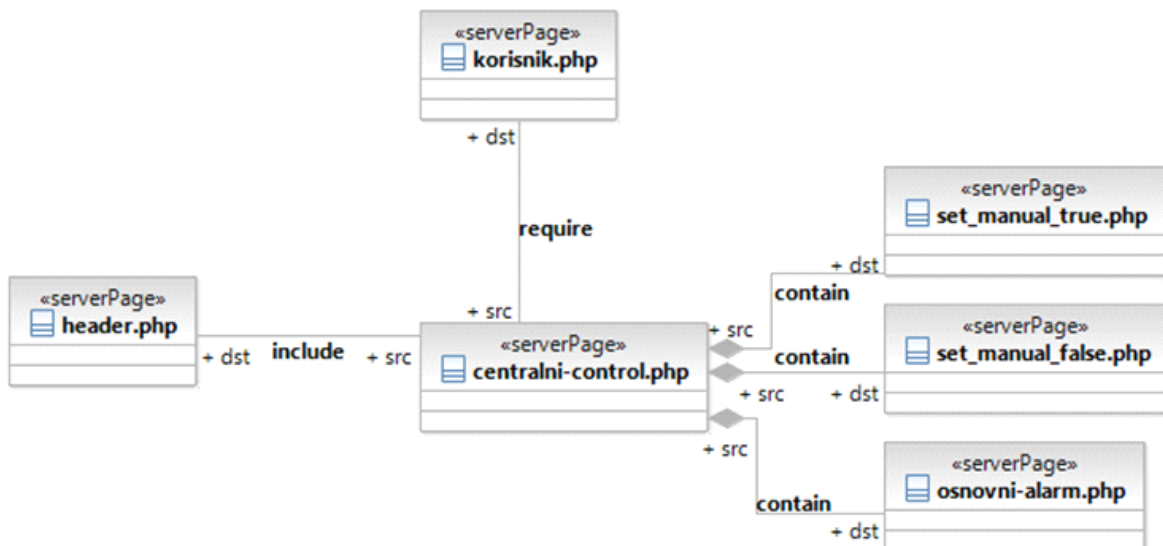 «serverPage»
korisnik.php
+ dst
require
+ src
«serverPage»
header.php
+ dst
include
+ src
«serverPage»
centralni-control.php
+ src
contain
+ dst
«serverPage»
set_manual_true.php
+ src
contain
+ dst
«serverPage»
set_manual_false.php
+ src
contain
+ dst
«serverPage»
osnovni-alarm.php